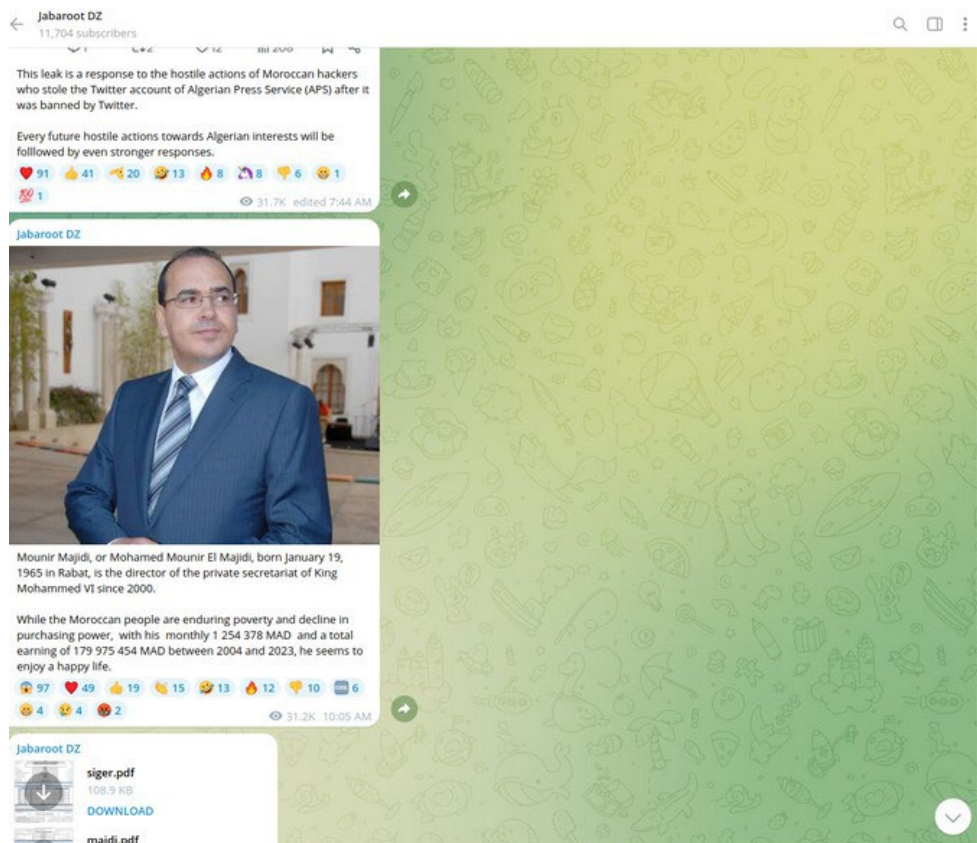 Jabaroot DZ
11,704 subscribers
1
2
12
206
This leak is a response to the hostile actions of Moroccan hackers
who stole the Twitter account of Algerian Press Service (APS) after it
was banned by Twitter.
Every future hostile actions towards Algerian interests will be
folllowed by even stronger responses.
91 41 20 13 8 8 6 1
1
31.7K edited 7:44 AM
Jabaroot DZ
Mounir Majidi, or Mohamed Mounir El Majidi, born January 19,
1965 in Rabat, is the director of the private secretariat of King
Mohammed VI since 2000.
While the Moroccan people are enduring poverty and decline in
purchasing power, with his monthly 1 254 378 MAD and a total
earning of 179 975 454 MAD between 2004 and 2023, he seems to
enjoy a happy life.
97 49 19 15 13 12 10 6
4 4 2
31.2K 10:05 AM
Jabaroot DZ
siger.pdf
108.9 KB
DOWNLOAD
majdi.pdf